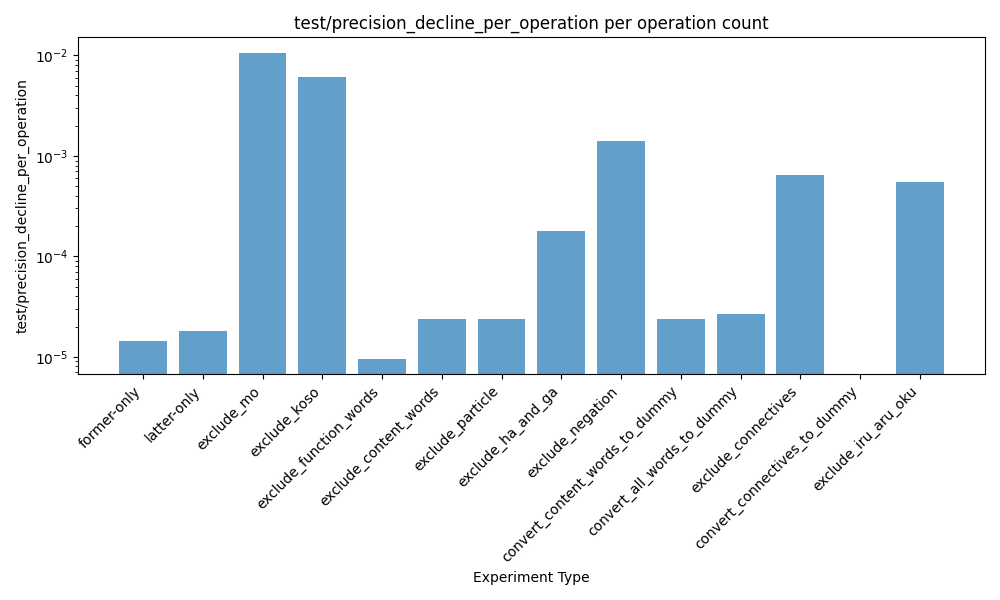 test/precision_decline_per_operation per operation count
test/precision_decline_per_operation
10⁻²
10⁻³
10⁻⁴
10⁻⁵
former-only
latter-only
exclude_mo
exclude_koso
exclude_function_words
exclude_content_words
exclude_particle
exclude_ha_and_ga
exclude_negation
convert_content_words_to_dummy
convert_all_words_to_dummy
exclude_connectives
convert_connectives_to_dummy
exclude_iru_aru_oku
Experiment Type